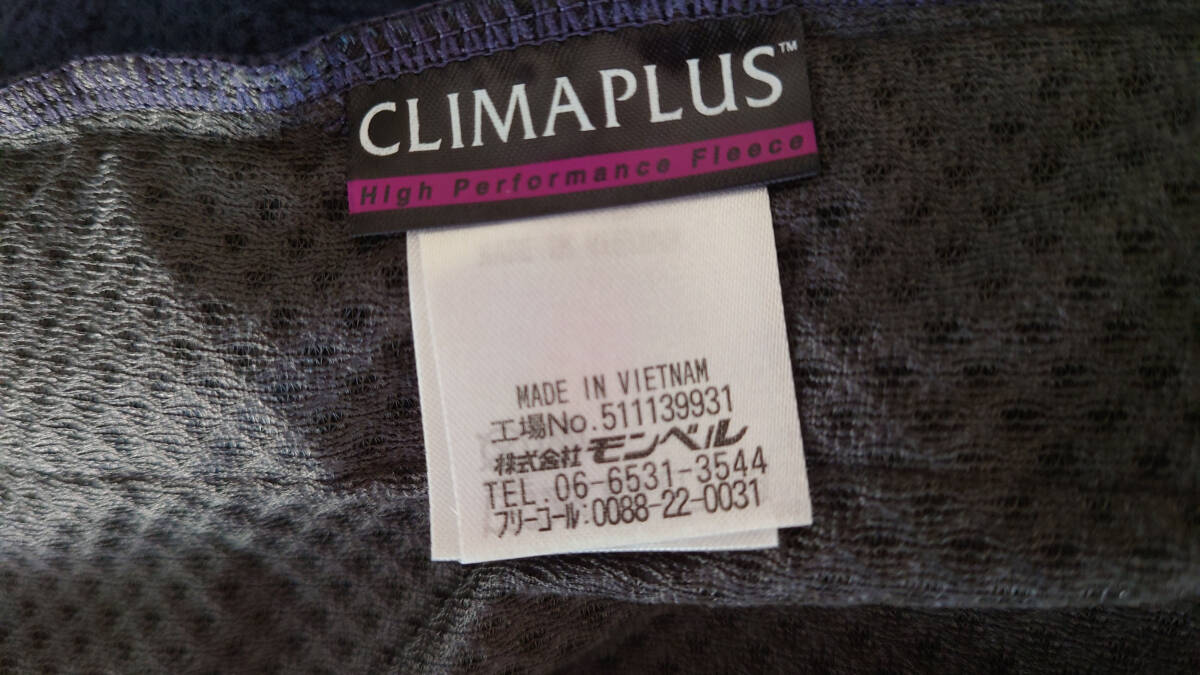 CLIMAPLUS™
High Performance Fleece
MADE IN VIETNAM
工場No.511139931
株式会社 モンベル
TEL.06-6531-3544
フリーコール:0088-22-0031